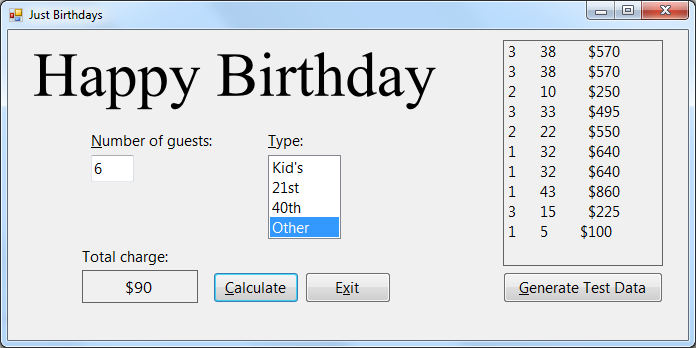 Just Birthdays
Happy Birthday
Number of guests:
6
Type:
Kid's
21st
40th
Other
Total charge:
$90
Calculate
Exit
3 38 $570
3 38 $570
2 10 $250
3 33 $495
2 22 $550
1 32 $640
1 32 $640
1 43 $860
3 15 $225
1 5 $100
Generate Test Data